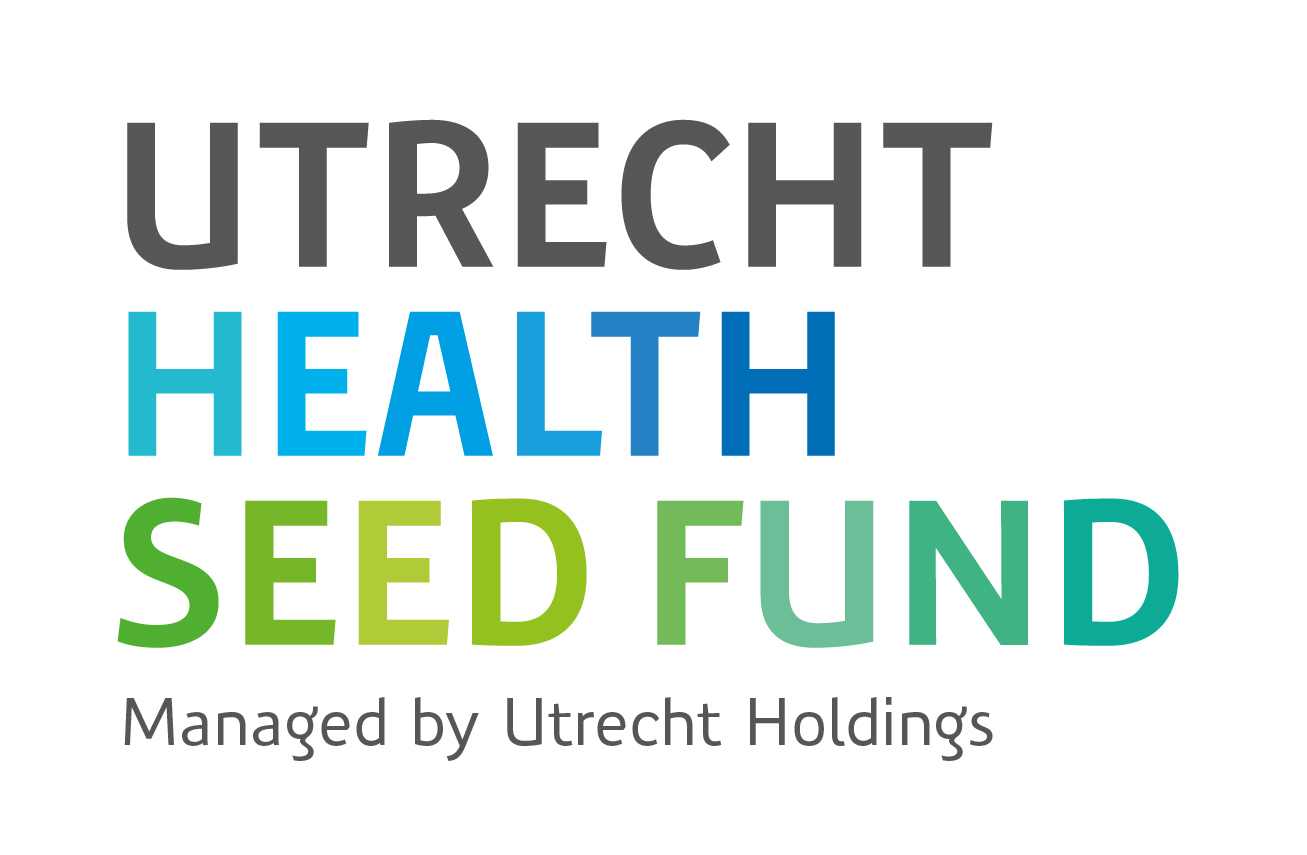 UTRECHT
HEALTH
SEED FUND
Managed by Utrecht Holdings